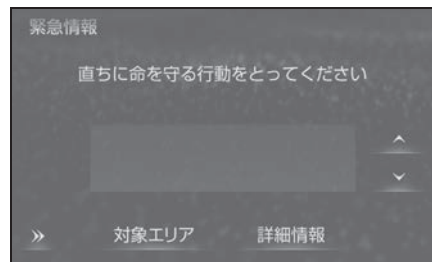 緊急情報
直ちに命を守る行動をとってください
対象エリア 詳細情報